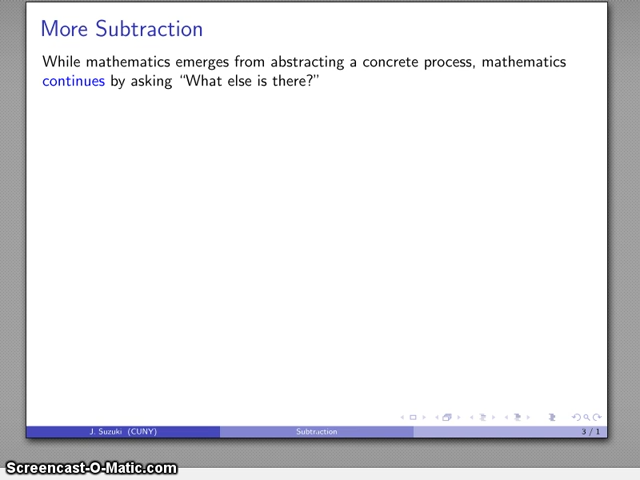 More Subtraction
While mathematics emerges from abstracting a concrete process, mathematics
continues by asking “What else is there?”
J. Suzuki (CUNY)
Subtraction
3 / 1
Screencast-O-Matic.com